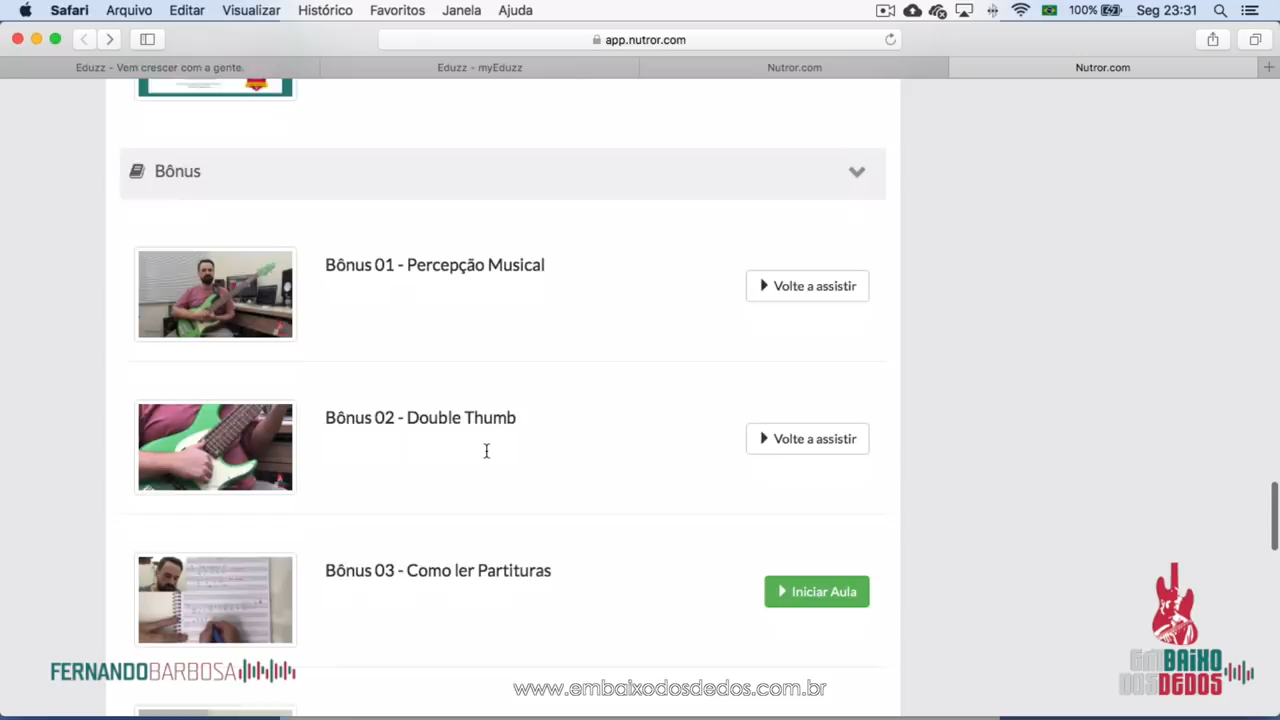 Safari Arquivo Editar Visualizar Histórico Favoritos Janela Ajuda 100% Seg 23:31
app.nutror.com
Eduzz - Vem crescer com a gente. Eduzz - myEduzz Nutror.com Nutror.com
Bônus
Bônus 01 - Percepção Musical
Volte a assistir
Bônus 02 - Double Thumb
Volte a assistir
Bônus 03 - Como ler Partituras
Iniciar Aula
FERNANDOBARBOSA
www.embaixodosdedos.com.br
EMBAIXO
DOSDEDOS